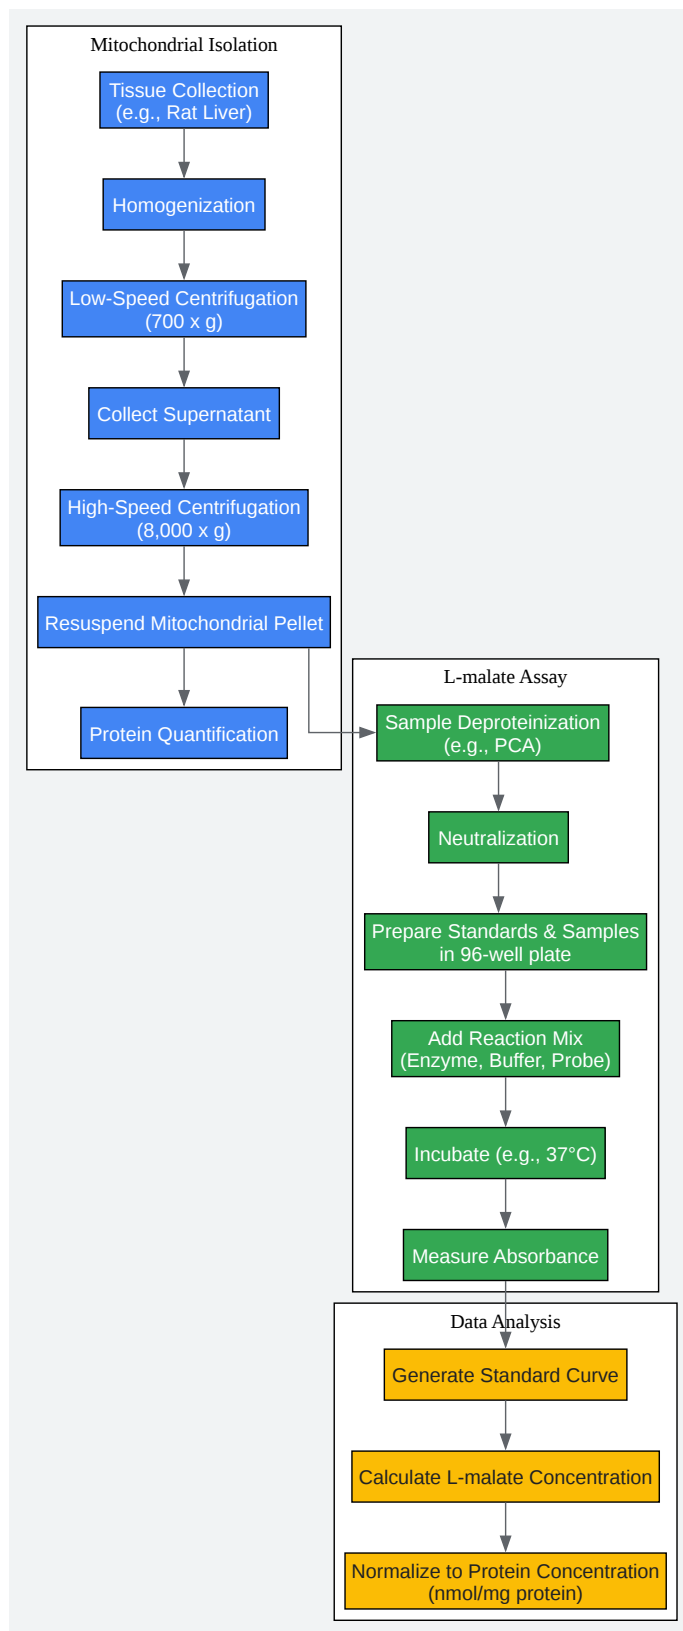 Mitochondrial Isolation
Tissue Collection
(e.g., Rat Liver)
Homogenization
Low-Speed Centrifugation
(700 x g)
Collect Supernatant
High-Speed Centrifugation
(8,000 x g)
Resuspend Mitochondrial Pellet
Protein Quantification
L-malate Assay
Sample Deproteinization
(e.g., PCA)
Neutralization
Prepare Standards & Samples
in 96-well plate
Add Reaction Mix
(Enzyme, Buffer, Probe)
Incubate (e.g., 37°C)
Measure Absorbance
Data Analysis
Generate Standard Curve
Calculate L-malate Concentration
Normalize to Protein Concentration
(nmol/mg protein)